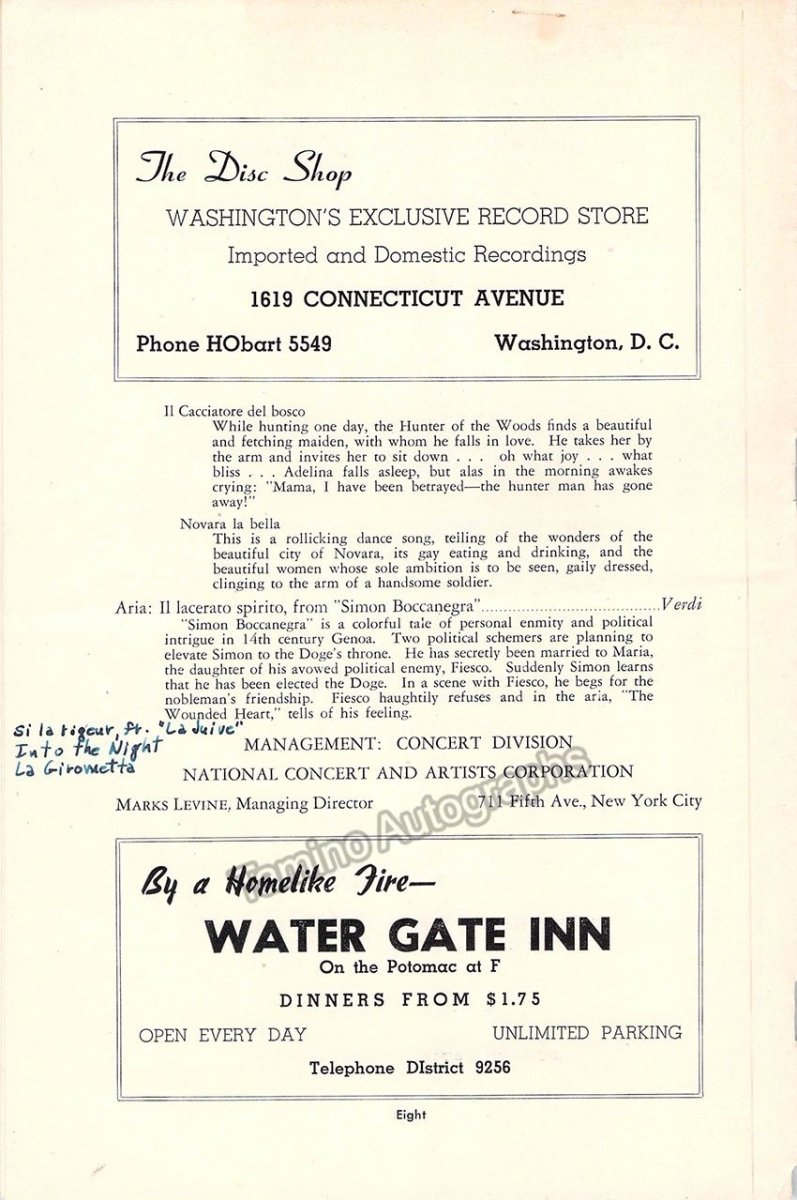 The Disc Shop
WASHINGTON'S EXCLUSIVE RECORD STORE
Imported and Domestic Recordings
1619 CONNECTICUT AVENUE
Phone HObart 5549 Washington, D. C.
Il Cacciatore del bosco
While hunting one day, the Hunter of the Woods finds a beautiful
and fetching maiden, with whom he falls in love. He takes her by
the arm and invites her to sit down . . . oh what joy . . . what
bliss . . . Adelina falls asleep, but alas in the morning awakes
crying: "Mama, I have been betrayed—the hunter man has gone
away!"
Novara la bella
This is a rollicking dance song, telling of the wonders of the
beautiful city of Novara, its gay eating and drinking, and the
beautiful women whose sole ambition is to be seen, gaily dressed,
clinging to the arm of a handsome soldier.
Aria: Il lacerato spirito, from "Simon Boccanegra"........................................Verdi
"Simon Boccanegra" is a colorful tale of personal enmity and political
intrigue in 14th century Genoa. Two political schemers are planning to
elevate Simon to the Doge's throne. He has secretly been married to Maria,
the daughter of his avowed political enemy, Fiesco. Suddenly Simon learns
that he has been elected the Doge. In a scene with Fiesco, he begs for the
nobleman's friendship. Fiesco haughtily refuses and in the aria, "The
Wounded Heart," tells of his feeling.
Si la rigeur, fr. "La Juive"
Into the Night
La Girometta
MANAGEMENT: CONCERT DIVISION
NATIONAL CONCERT AND ARTISTS CORPORATION
MARKS LEVINE, Managing Director 711 Fifth Ave., New York City
Tamino Autographs
By a Homelike Fire—
WATER GATE INN
On the Potomac at F
DINNERS FROM $1.75
OPEN EVERY DAY UNLIMITED PARKING
Telephone DIstrict 9256
Eight